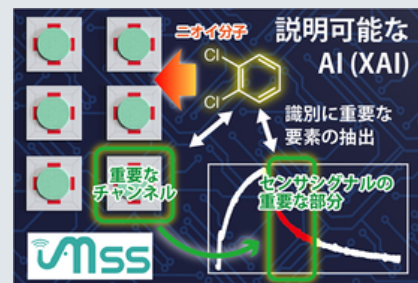 ニオイ分子
説明可能な
AI (XAI)
Cl
Cl
識別に重要な
要素の抽出
重要な
チャンネル
センサシグナルの
重要な部分
MSS